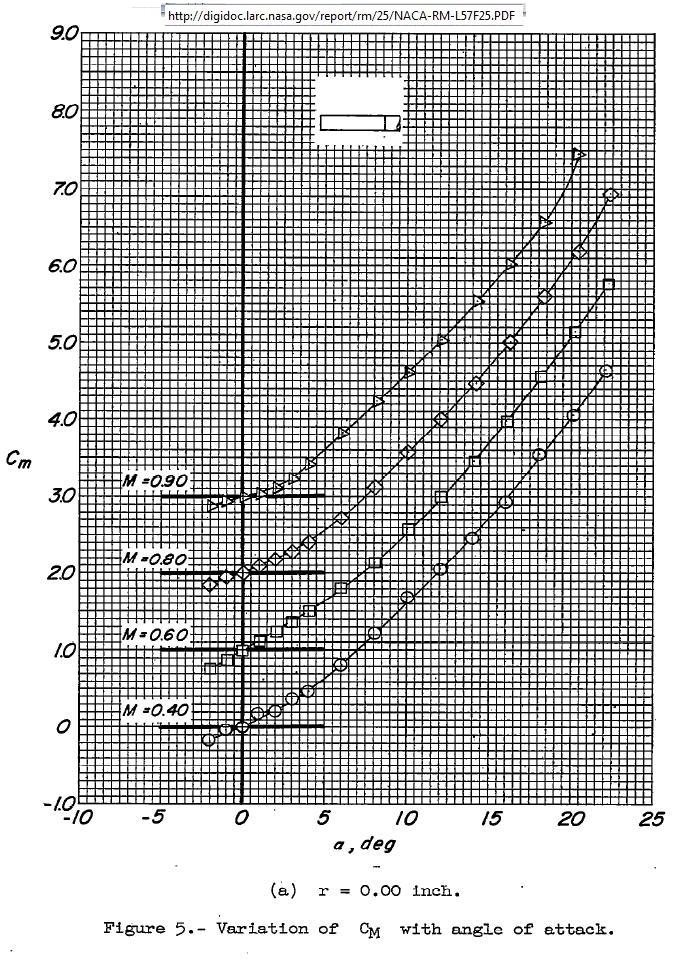 http://digidoc.larc.nasa.gov/report/rm/25/NACA-RM-L57F25.PDF
9.0
8.0
7.0
6.0
5.0
4.0
Cm
M=0.90
3.0
M=0.80
2.0
M=0.60
1.0
M=0.40
0
-1.0
-10 -5 0 5 10 15 20 25
a, deg
(a) r = 0.00 inch.
Figure 5.- Variation of CM with angle of attack.